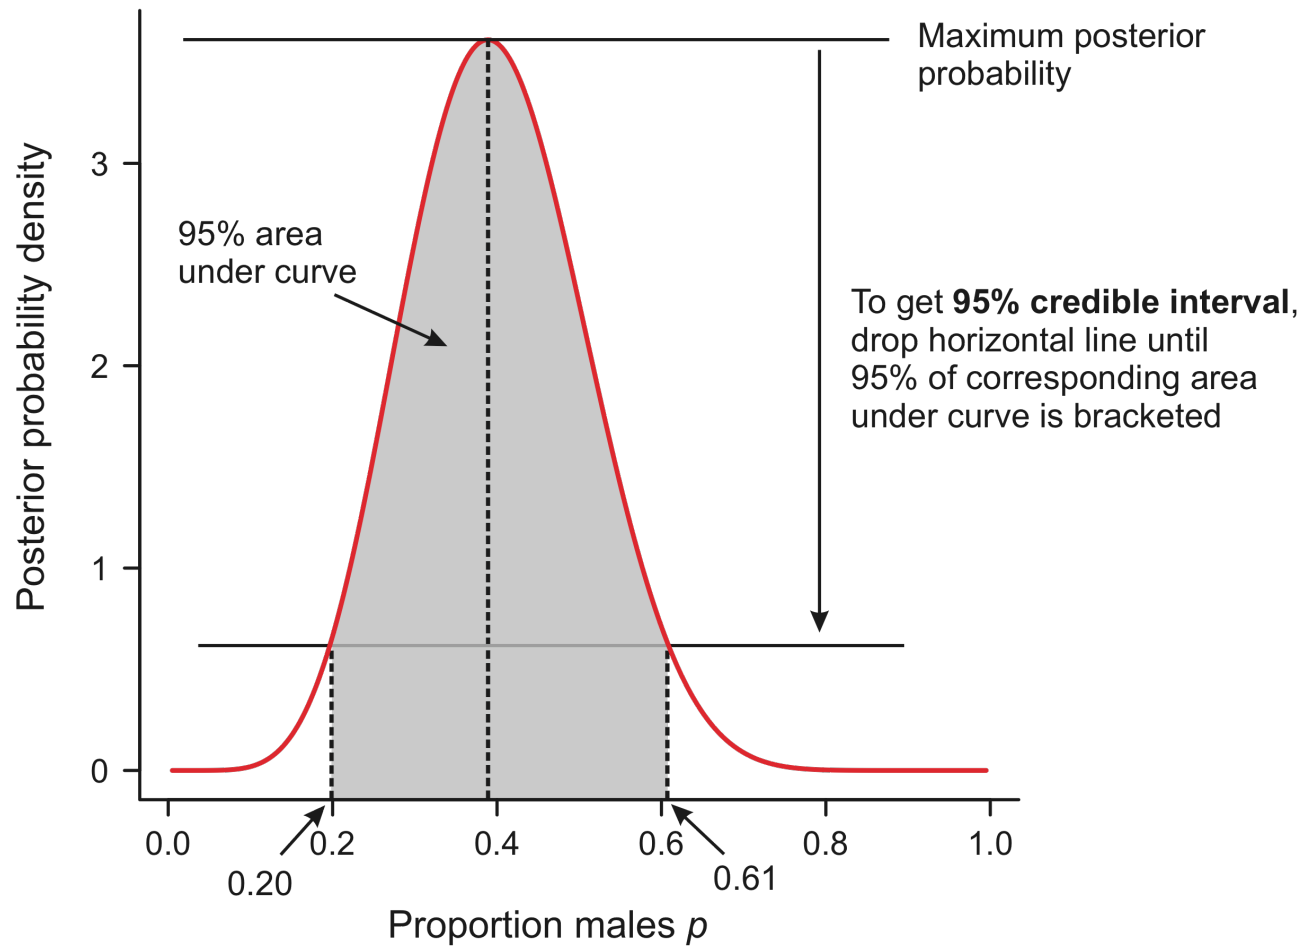 Maximum posterior
probability
Posterior probability density
3
2
1
0
95% area
under curve
To get 95% credible interval,
drop horizontal line until
95% of corresponding area
under curve is bracketed
0.0
0.2
0.4
0.6
0.8
1.0
0.20
0.61
Proportion males p